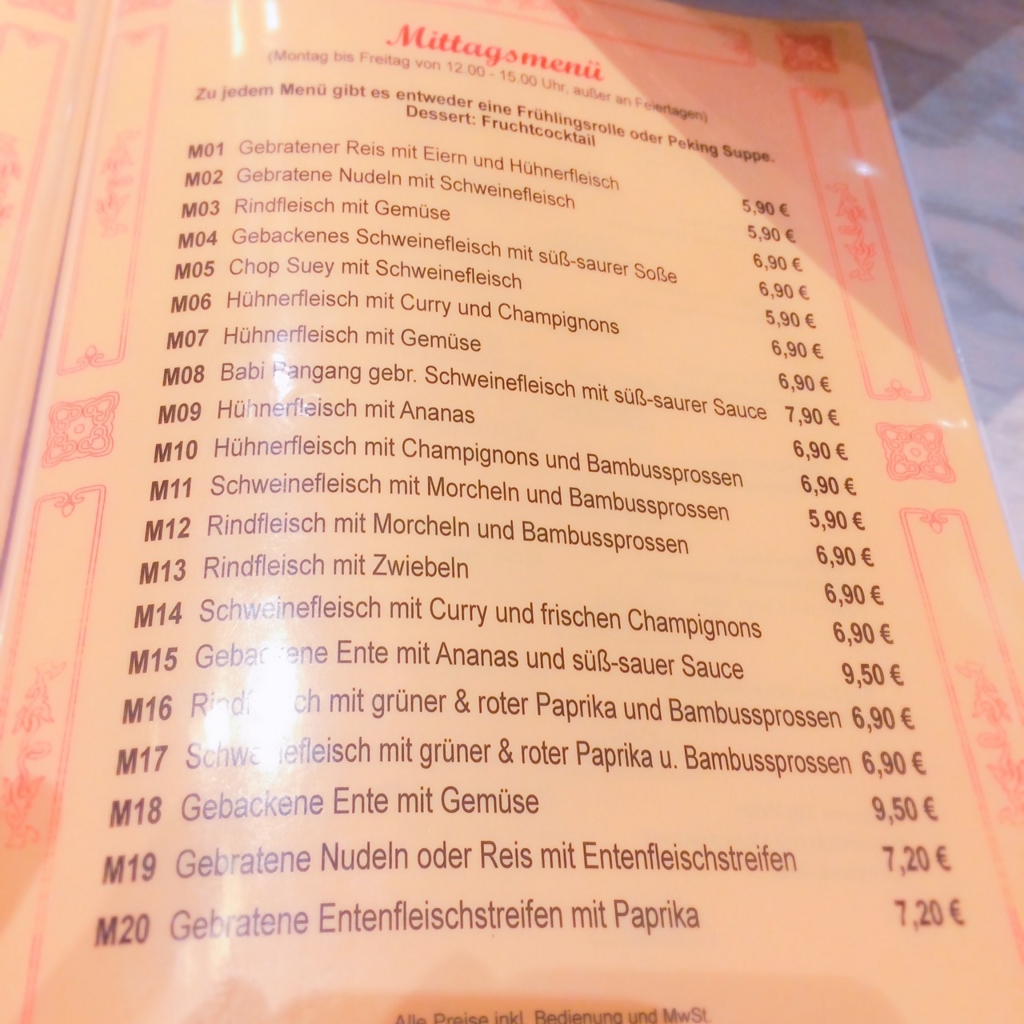 Mittagsmenü
(Montag bis Freitag von 12.00 - 15.00 Uhr, außer an Feiertagen)
Zu jedem Menü gibt es entweder eine Frühlingsrolle oder Peking Suppe.
Dessert: Fruchtcocktail
M01 Gebratener Reis mit Eiern und Hühnerfleisch 5,90 €
M02 Gebratene Nudeln mit Schweinefleisch 5,90 €
M03 Rindfleisch mit Gemüse 6,90 €
M04 Gebackenes Schweinefleisch mit süß-saurer Soße 6,90 €
M05 Chop Suey mit Schweinefleisch 5,90 €
M06 Hühnerfleisch mit Curry und Champignons 6,90 €
M07 Hühnerfleisch mit Gemüse 6,90 €
M08 Babi Pangang gebr. Schweinefleisch mit süß-saurer Sauce 7,90 €
M09 Hühnerfleisch mit Ananas 6,90 €
M10 Hühnerfleisch mit Champignons und Bambussprossen 6,90 €
M11 Schweinefleisch mit Morcheln und Bambussprossen 5,90 €
M12 Rindfleisch mit Morcheln und Bambussprossen 6,90 €
M13 Rindfleisch mit Zwiebeln 6,90 €
M14 Schweinefleisch mit Curry und frischen Champignons 6,90 €
M15 Gebackene Ente mit Ananas und süß-sauer Sauce 9,50 €
M16 Rindfleisch mit grüner & roter Paprika und Bambussprossen 6,90 €
M17 Schweinefleisch mit grüner & roter Paprika u. Bambussprossen 6,90 €
M18 Gebackene Ente mit Gemüse 9,50 €
M19 Gebratene Nudeln oder Reis mit Entenfleischstreifen 7,20 €
M20 Gebratene Entenfleischstreifen mit Paprika 7,20 €
Alle Preise inkl. Bedienung und MwSt.